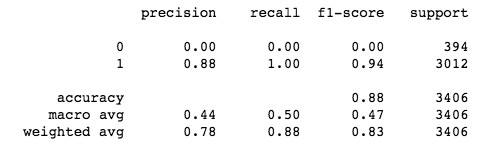 precision recall f1-score support
0 0.00 0.00 0.00 394
1 0.88 1.00 0.94 3012
accuracy 0.88 3406
macro avg 0.44 0.50 0.47 3406
weighted avg 0.78 0.88 0.83 3406